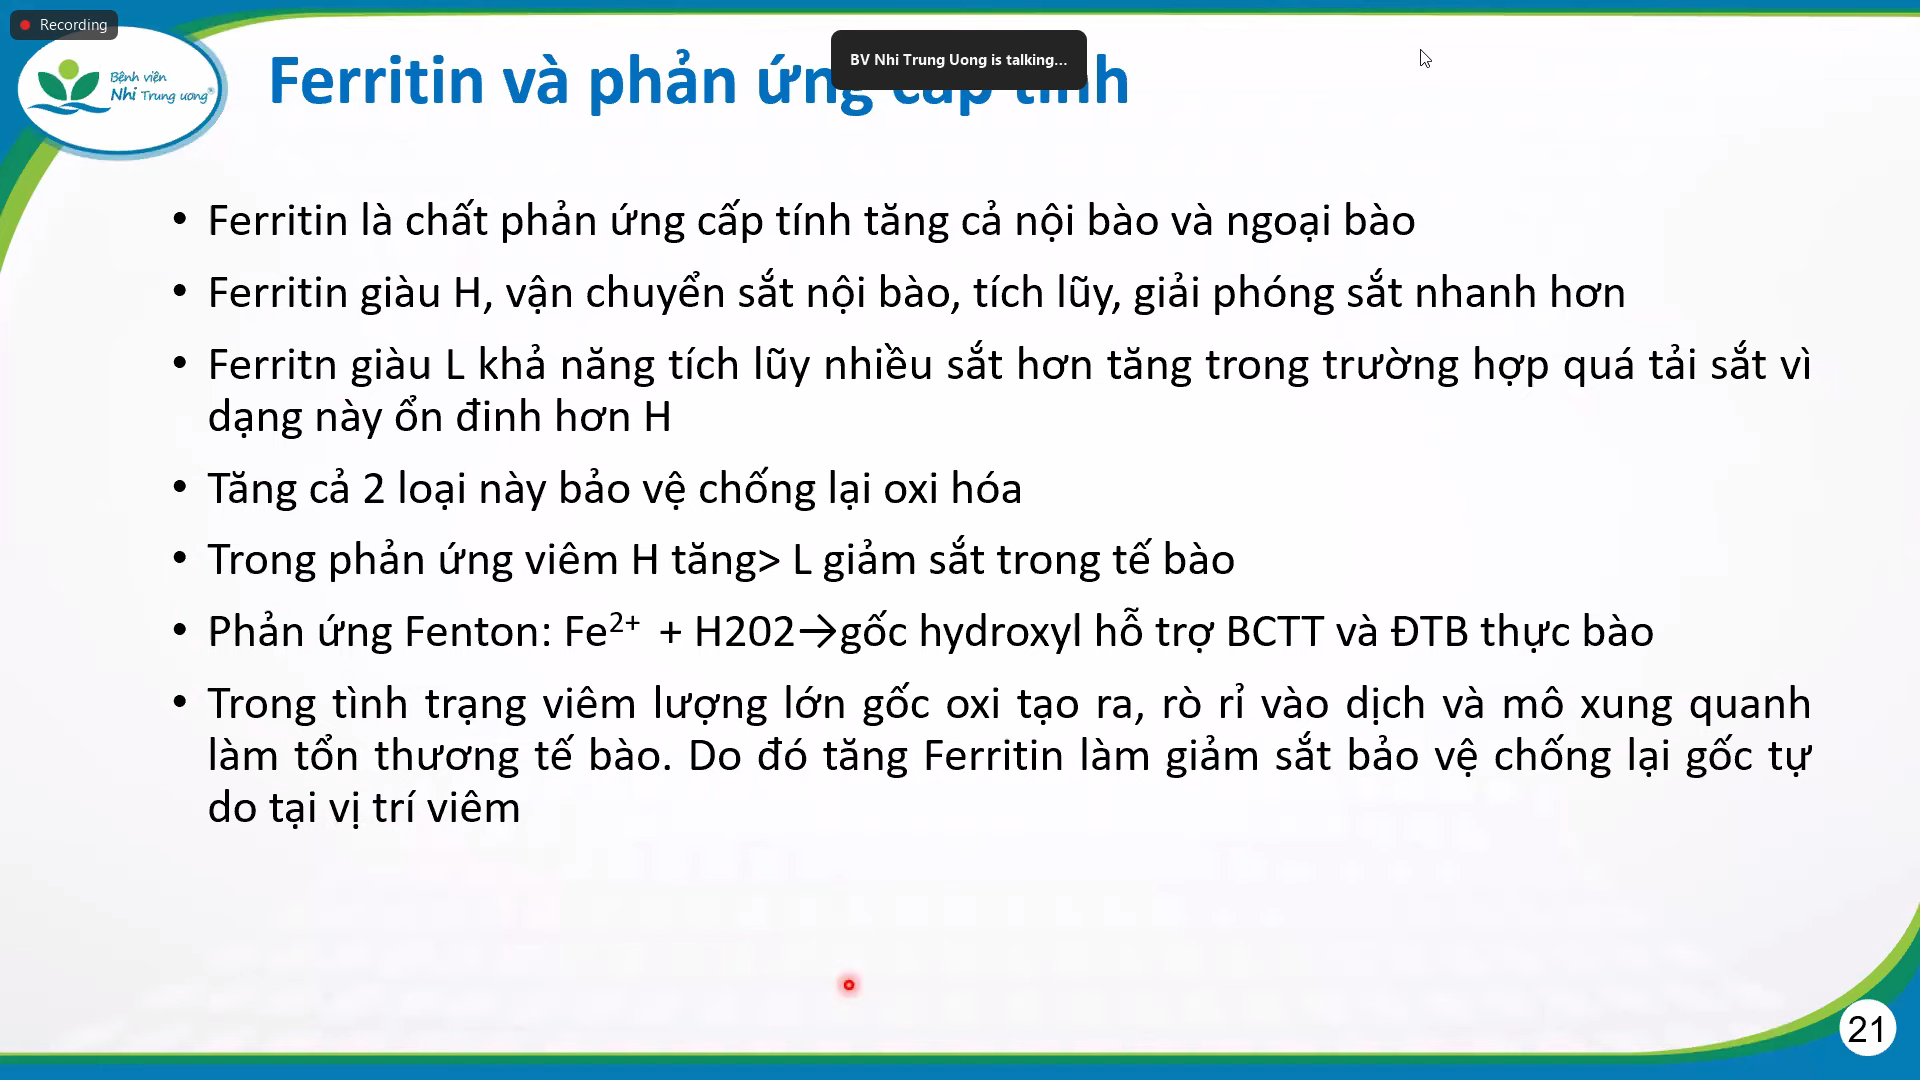 Recording
BV Nhi Trung Uong is talking...
Bệnh viện
Nhi Trung ương
Ferritin và phản ứng cấp tính
• Ferritin là chất phản ứng cấp tính tăng cả nội bào và ngoại bào
• Ferritin giàu H, vận chuyển sắt nội bào, tích lũy, giải phóng sắt nhanh hơn
• Ferritn giàu L khả năng tích lũy nhiều sắt hơn tăng trong trường hợp quá tải sắt vì
dạng này ổn đinh hơn H
• Tăng cả 2 loại này bảo vệ chống lại oxi hóa
• Trong phản ứng viêm H tăng> L giảm sắt trong tế bào
• Phản ứng Fenton: Fe²⁺ + H202→gốc hydroxyl hỗ trợ BCTT và ĐTB thực bào
• Trong tình trạng viêm lượng lớn gốc oxi tạo ra, rò rỉ vào dịch và mô xung quanh
làm tổn thương tế bào. Do đó tăng Ferritin làm giảm sắt bảo vệ chống lại gốc tự
do tại vị trí viêm
21